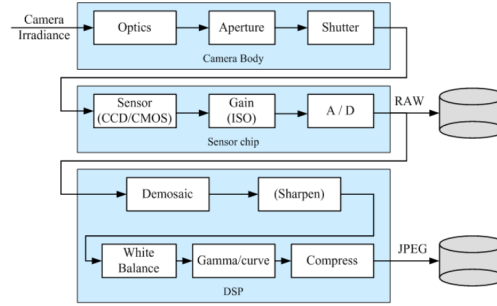 Camera
Irradiance
Optics
Aperture
Shutter
Camera Body
Sensor
(CCD/CMOS)
Gain
(ISO)
A / D
RAW
Sensor chip
Demosaic
(Sharpen)
White
Balance
Gamma/curve
Compress
JPEG
DSP